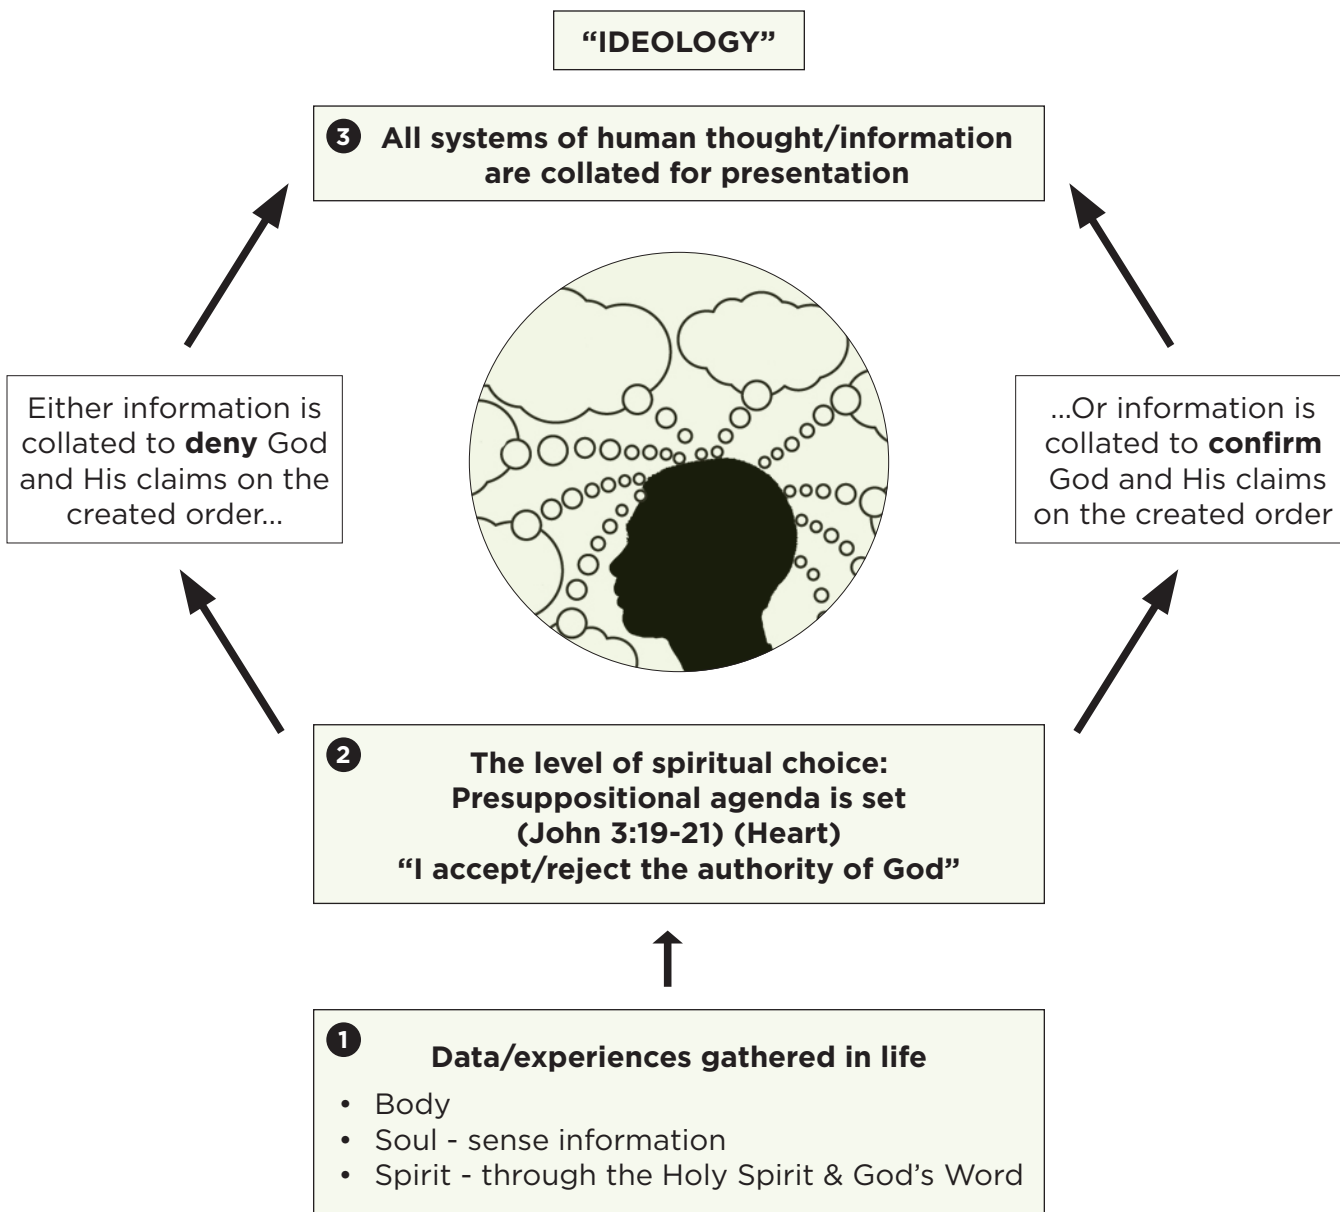 “IDEOLOGY”
3 All systems of human thought/information
are collated for presentation
Either information is
collated to deny God
and His claims on the
created order...
...Or information is
collated to confirm
God and His claims
on the created order
2 The level of spiritual choice:
Presuppositional agenda is set
(John 3:19-21) (Heart)
“I accept/reject the authority of God”
1 Data/experiences gathered in life
• Body
• Soul - sense information
• Spirit - through the Holy Spirit & God’s Word